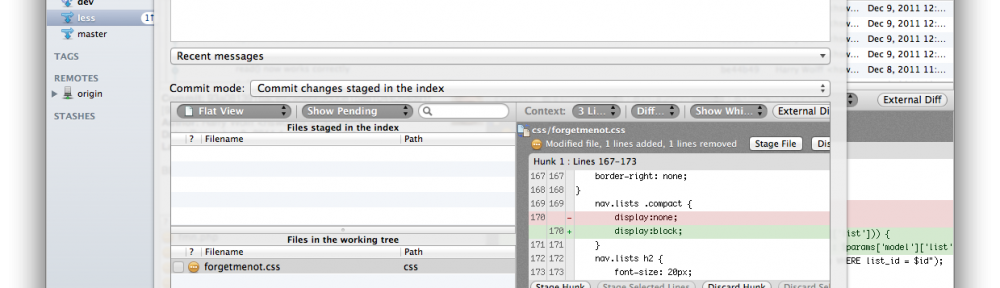 dev
less 1↑
master
TAGS
REMOTES
origin
STASHES
Recent messages
Commit mode: Commit changes staged in the index
Flat View
Show Pending
Files staged in the index
? Filename Path
Files in the working tree
? Filename Path
forgetmenot.css css
Context: 3 Li... Diff... Show Whi... External Di
css/forgetmenot.css
Modified file, 1 lines added, 1 lines removed Stage File Dis
Hunk 1 : Lines 167-173
167 167 border-right: none;
168 168 }
169 169 nav.lists .compact {
170 - display:none;
170 + display:block;
171 171 }
172 172 nav.lists h2 {
173 173 font-size: 20px;
Stage Hunk Stage Selected Lines Discard Hunk Discard Sel
w... Dec 9, 2011 12:...
w... Dec 9, 2011 12:...
w... Dec 9, 2011 12:...
w... Dec 9, 2011 12:...
w... Dec 8, 2011 11:...
External Diff
ist'])) {
params['model']['list'
ERE list_id = $id");